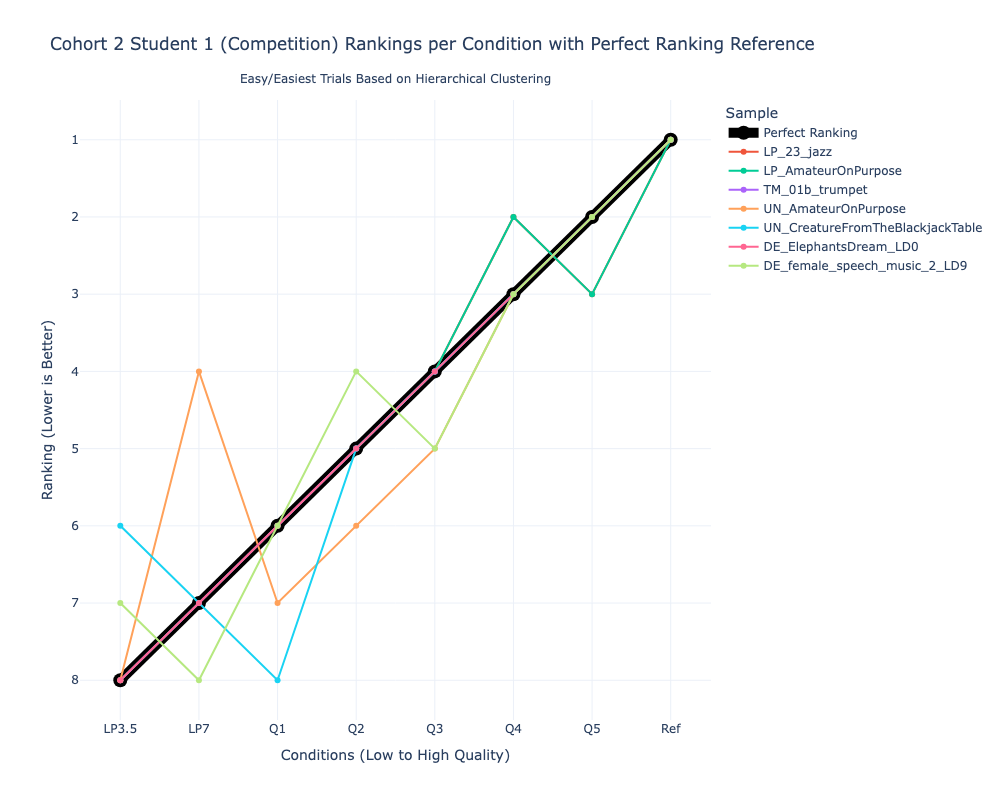 Cohort 2 Student 1 (Competition) Rankings per Condition with Perfect Ranking Reference
Easy/Easiest Trials Based on Hierarchical Clustering
Sample
Perfect Ranking
LP_23_jazz
LP_AmateurOnPurpose
TM_01b_trumpet
UN_AmateurOnPurpose
UN_CreatureFromTheBlackjackTable
DE_ElephantsDream_LD0
DE_female_speech_music_2_LD9
Ranking (Lower is Better)
1
2
3
4
5
6
7
8
LP3.5 LP7 Q1 Q2 Q3 Q4 Q5 Ref
Conditions (Low to High Quality)